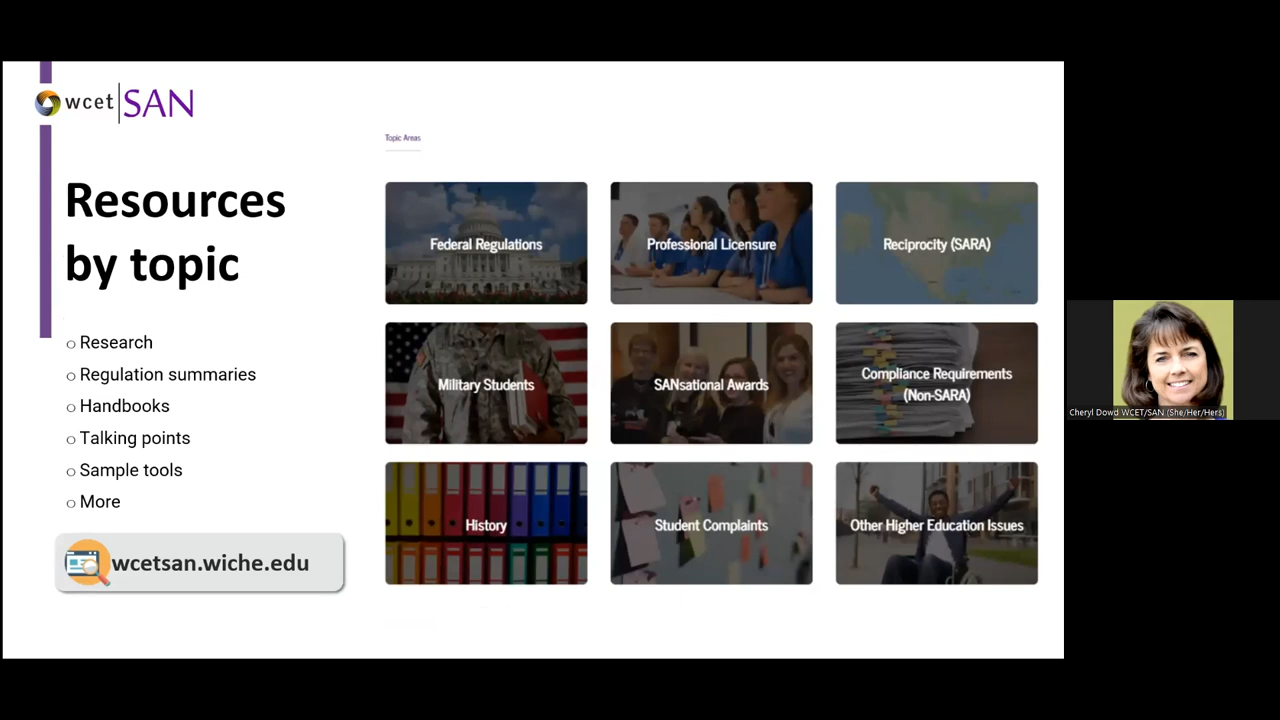 wcet SAN
Resources
by topic
Research
Regulation summaries
Handbooks
Talking points
Sample tools
More
wcetsan.wiche.edu
Topic Areas
Federal Regulations
Professional Licensure
Reciprocity (SARA)
Military Students
SANsational Awards
Compliance Requirements
(Non-SARA)
History
Student Complaints
Other Higher Education Issues
Cheryl Dowd WCET/SAN (She/Her/Hers)